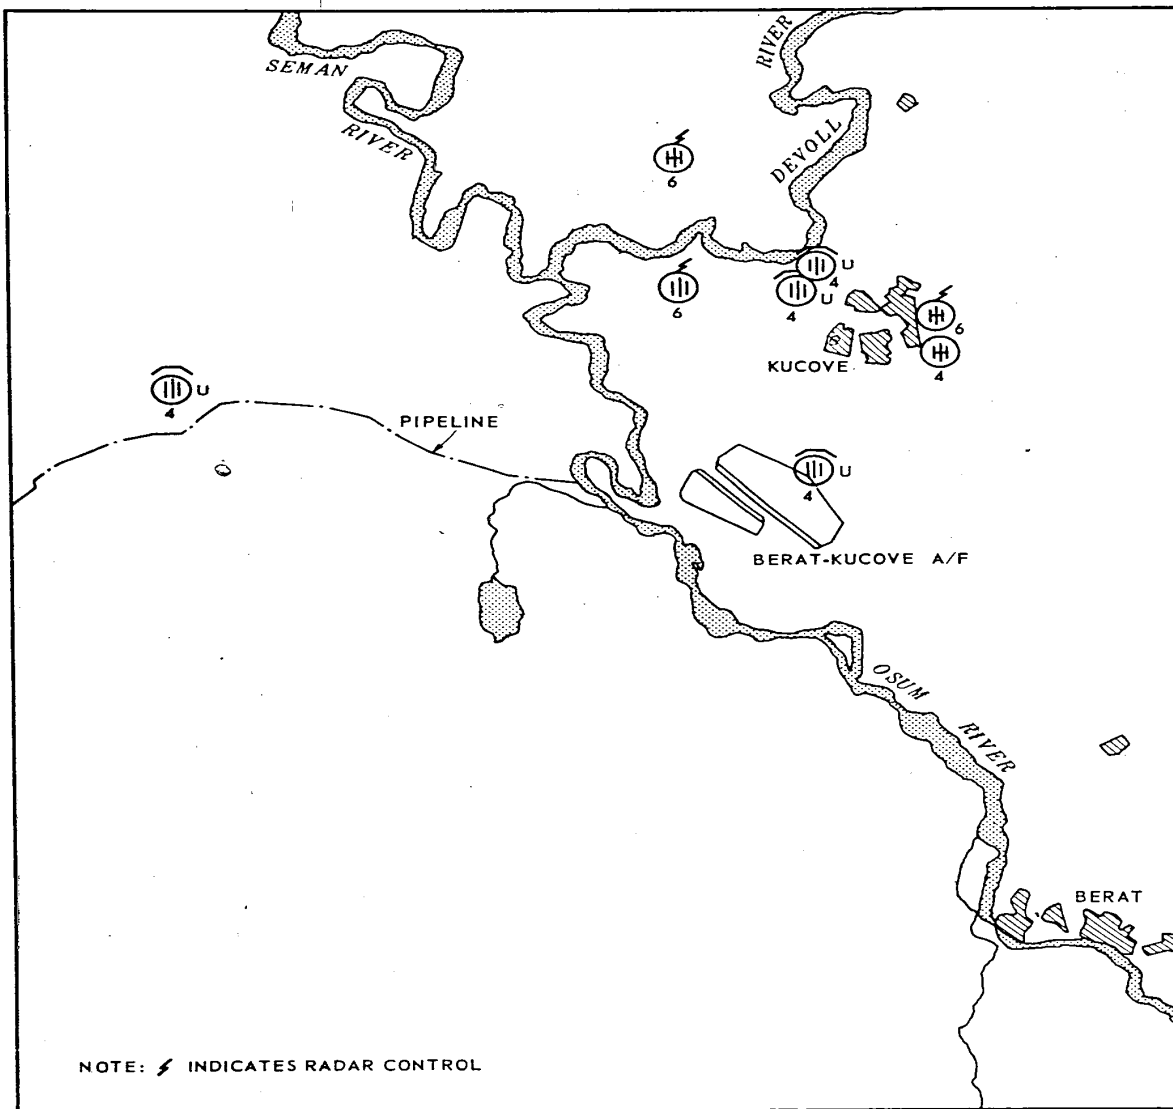 SEMAN
RIVER
RIVER
DEVOLL
6
6
U
4
U
4
6
4
KUCOVE
U
4
PIPELINE
U
4
BERAT-KUCOVE A/F
OSUM
RIVER
BERAT
NOTE: INDICATES RADAR CONTROL